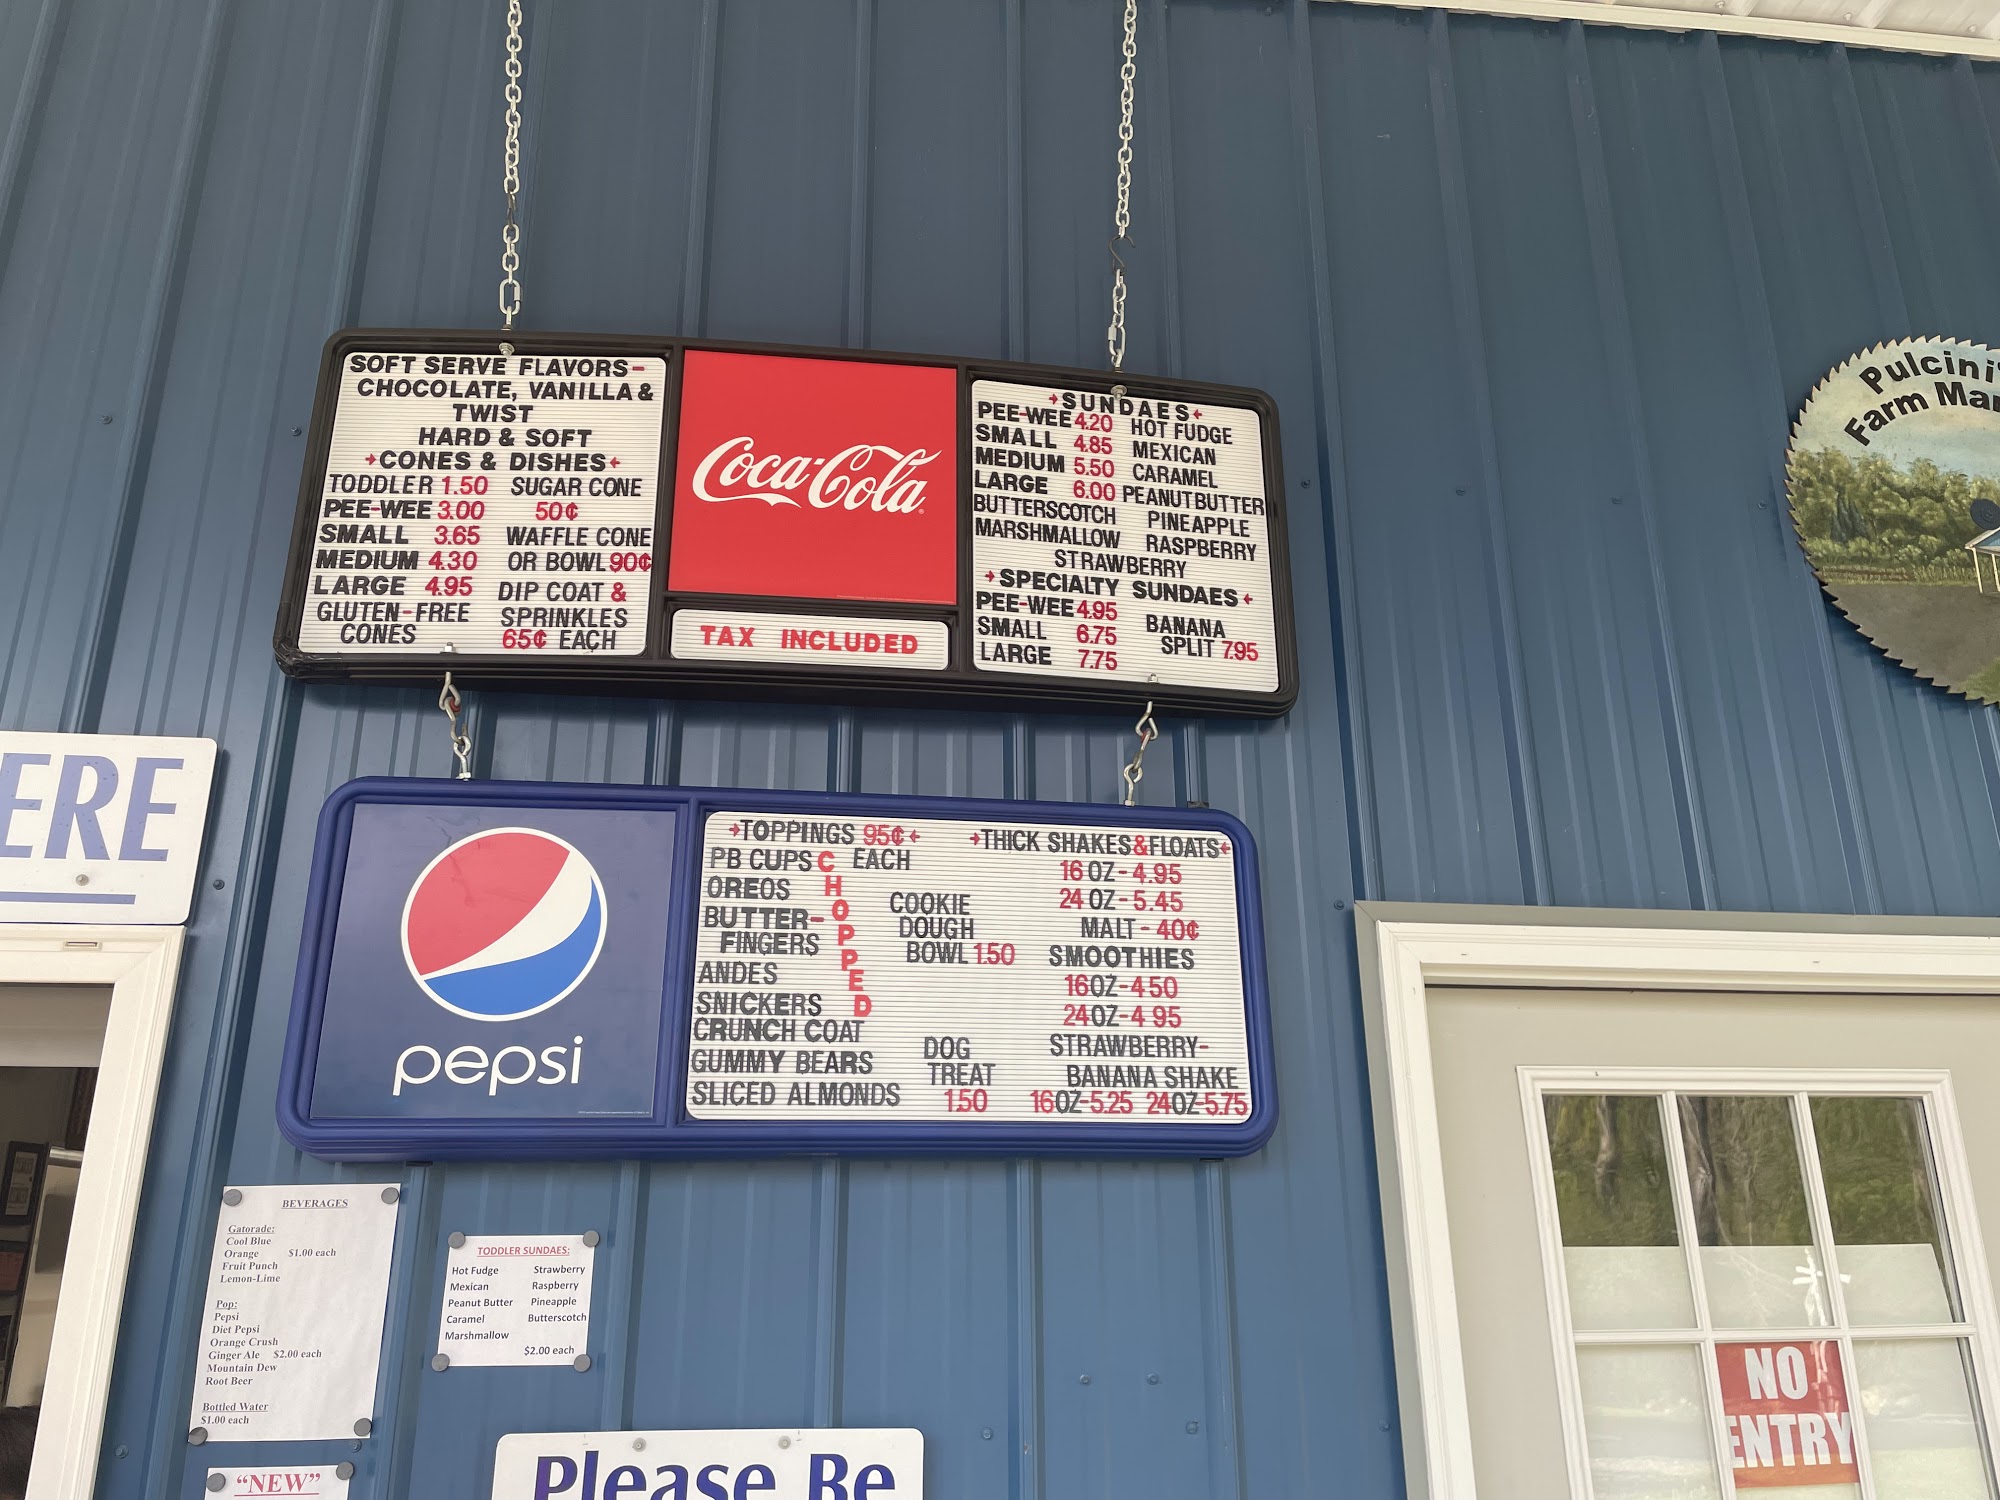 SOFT SERVE FLAVORS-
CHOCOLATE, VANILLA &
TWIST
HARD & SOFT
CONES & DISHES
TODDLER 1.50 SUGAR CONE
PEE-WEE 3.00 50¢
SMALL 3.65 WAFFLE CONE
MEDIUM 4.30 OR BOWL 90¢
LARGE 4.95 DIP COAT &
GLUTEN-FREE SPRINKLES
CONES 65¢ EACH
Coca-Cola
TAX INCLUDED
SUNDAES
PEE-WEE 4.20 HOT FUDGE
SMALL 4.85 MEXICAN
MEDIUM 5.50 CARAMEL
LARGE 6.00 PEANUT BUTTER
BUTTERSCOTCH PINEAPPLE
MARSHMALLOW RASPBERRY
STRAWBERRY
SPECIALTY SUNDAES
PEE-WEE 4.95 BANANA
SMALL 6.75 SPLIT 7.95
LARGE 7.75
Pulcini's
Farm Mar
ERE
pepsi
TOPPINGS 95¢
EACH
PB CUPS
OREOS
BUTTER-
FINGERS
ANDES
SNICKERS
CHOPPED
CRUNCH COAT
GUMMY BEARS
SLICED ALMONDS
COOKIE
DOUGH
BOWL 1.50
DOG
TREAT
1.50
THICK SHAKES & FLOATS
16 OZ - 4.95
24 OZ - 5.45
MALT - 40¢
SMOOTHIES
16OZ-4 50
24OZ-4 95
STRAWBERRY-
BANANA SHAKE
16OZ-5.25 24OZ-5.75
BEVERAGES
Gatorade:
Cool Blue
Orange $1.00 each
Fruit Punch
Lemon-Lime
Pop:
Pepsi
Diet Pepsi
Orange Crush
Ginger Ale $2.00 each
Mountain Dew
Root Beer
Bottled Water
$1.00 each
TODDLER SUNDAES:
Hot Fudge Strawberry
Mexican Raspberry
Peanut Butter Pineapple
Caramel Butterscotch
Marshmallow
$2.00 each
"NEW"
Please Be
NO
ENTRY